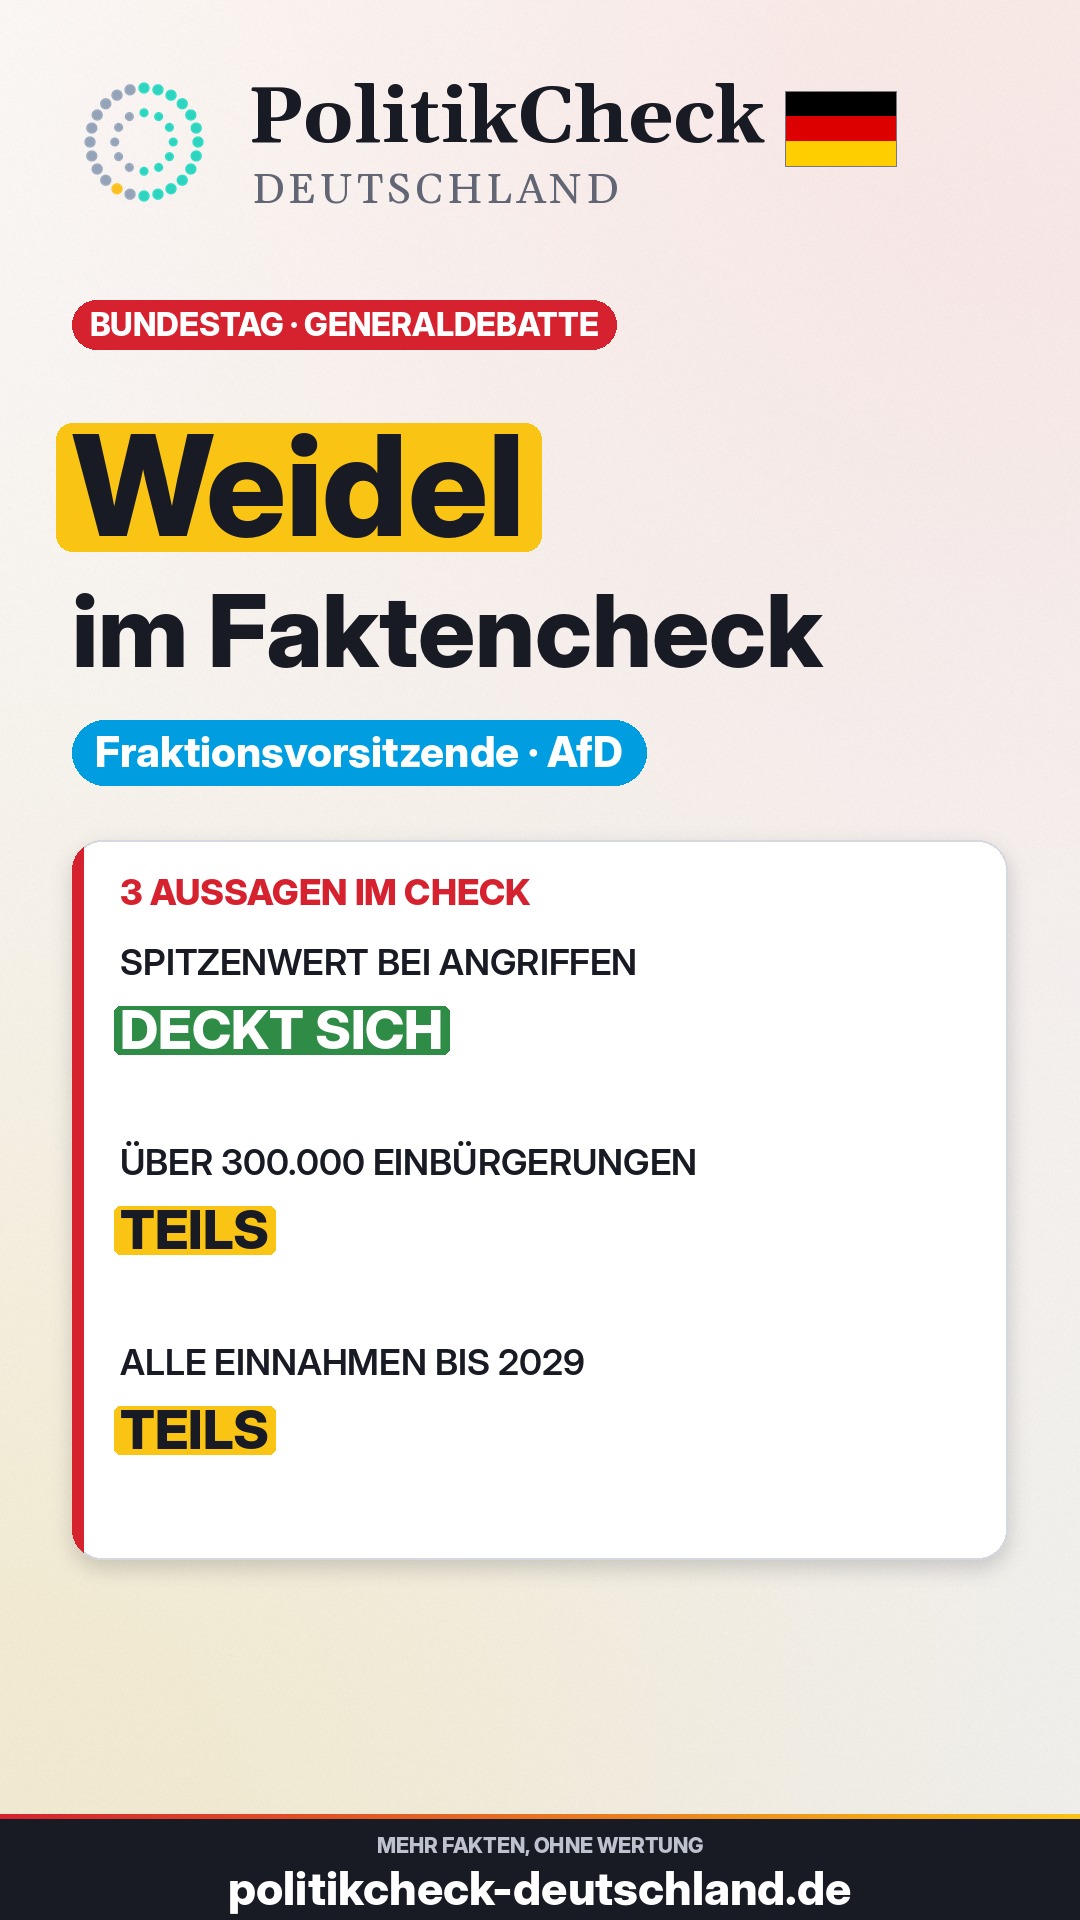 PolitikCheck
DEUTSCHLAND
BUNDESTAG · GENERALDEBATTE
Weidel
im Faktencheck
Fraktionsvorsitzende · AfD
3 AUSSAGEN IM CHECK
SPITZENWERT BEI ANGRIFFEN
DECKT SICH
ÜBER 300.000 EINBÜRGERUNGEN
TEILS
ALLE EINNAHMEN BIS 2029
TEILS
MEHR FAKTEN, OHNE WERTUNG
politikcheck-deutschland.de